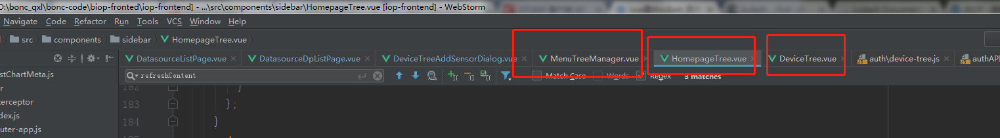 D:\bonc_qxl\bonc-code\biop-fronted\iop-frontend] - ...\src\components\sidebar\HomepageTree.vue [iop-frontend] - WebStorm
Navigate Code Refactor Run Tools VCS Window Help
src components sidebar HomepageTree.vue
DatasourceListPage.vue DatasourceDpListPage.vue DeviceTreeAddSensorDialog.vue MenuTreeManager.vue HomepageTree.vue DeviceTree.vue auth\device-tree.js authAPI
refreshContent Match Case Words Regex 3 matches
stChartMeta.js
r
terceptor
dex.js
uter-app.js
182 }
183 };
184 }